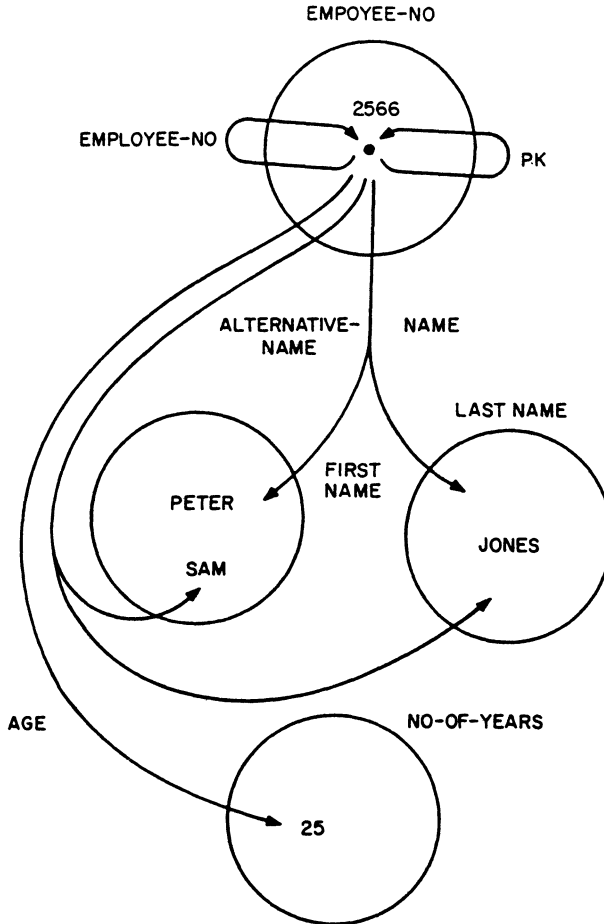 EMPOYEE-NO
2566
EMPLOYEE-NO
P.K
ALTERNATIVE-
NAME
NAME
LAST NAME
FIRST
NAME
PETER
SAM
JONES
AGE
NO-OF-YEARS
25